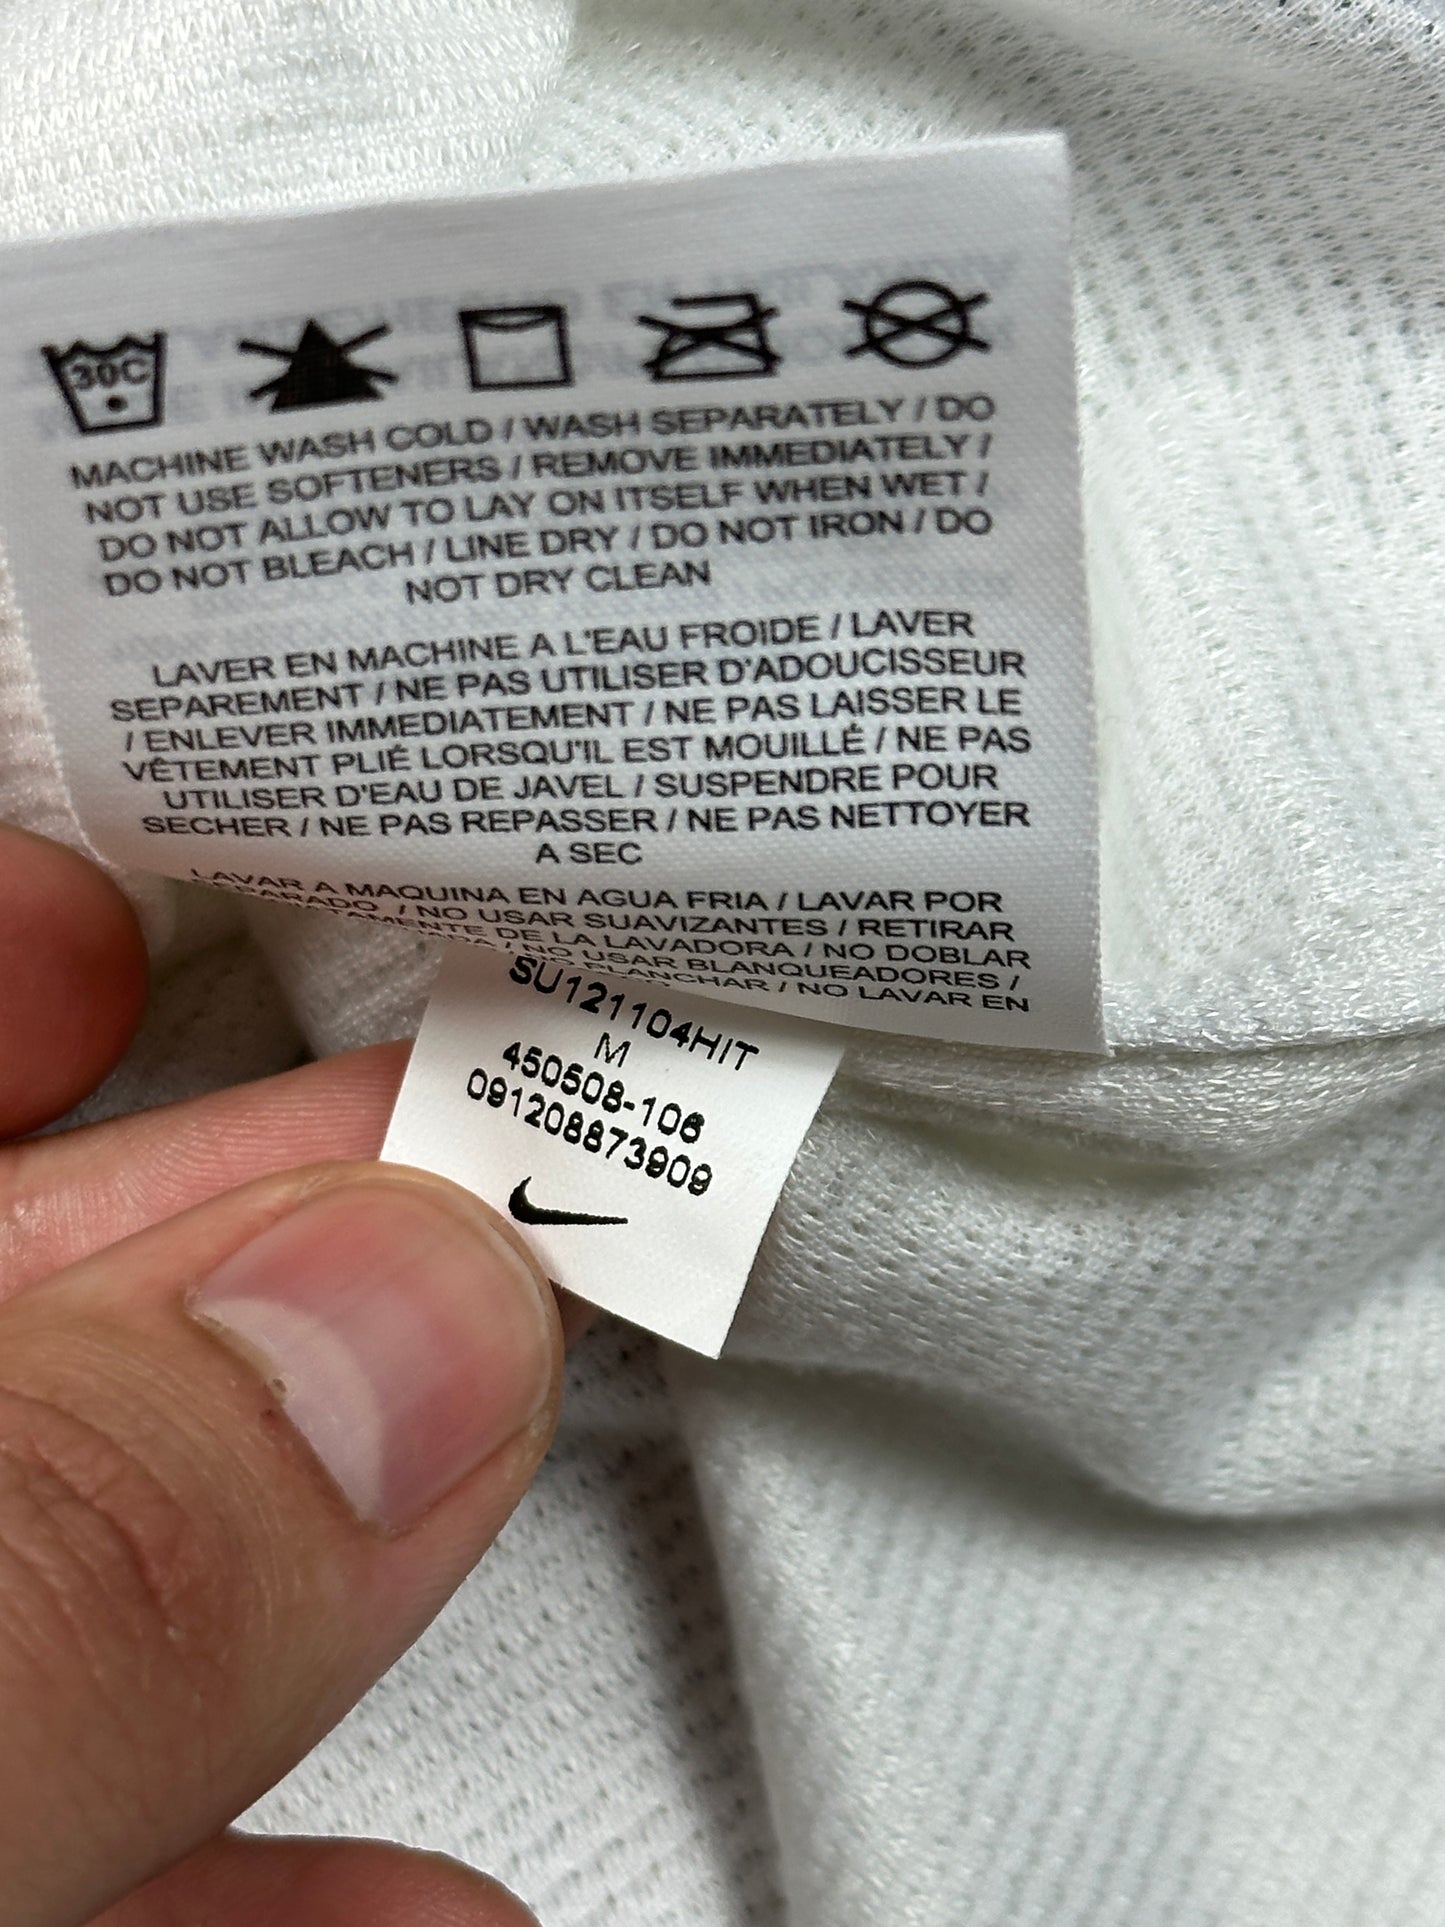 30C
MACHINE WASH COLD / WASH SEPARATELY / DO
NOT USE SOFTENERS / REMOVE IMMEDIATELY /
DO NOT ALLOW TO LAY ON ITSELF WHEN WET /
DO NOT BLEACH / LINE DRY / DO NOT IRON / DO
NOT DRY CLEAN
LAVER EN MACHINE A L'EAU FROIDE / LAVER
SEPAREMENT / NE PAS UTILISER D'ADOUCISSEUR
/ ENLEVER IMMEDIATEMENT / NE PAS LAISSER LE
VÊTEMENT PLIÉ LORSQU'IL EST MOUILLÉ / NE PAS
UTILISER D'EAU DE JAVEL / SUSPENDRE POUR
SECHER / NE PAS REPASSER / NE PAS NETTOYER
A SEC
LAVAR A MAQUINA EN AGUA FRIA / LAVAR POR
SEPARADO / NO USAR SUAVIZANTES / RETIRAR
DE LA LAVADORA / NO DOBLAR
/ NO USAR BLANQUEADORES /
NO PLANCHAR / NO LAVAR EN
SU121104HIT
M
450508-106
091208873909